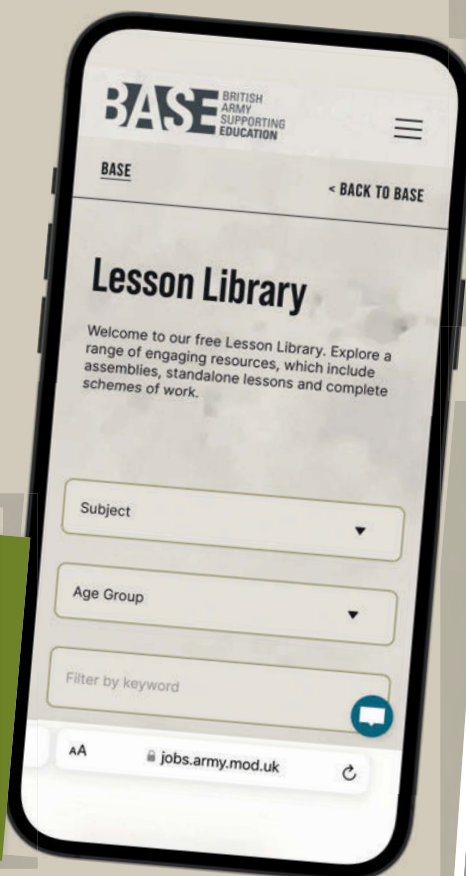 BASE
BRITISH
ARMY
SUPPORTING
EDUCATION
BASE
< BACK TO BASE
Lesson Library
Welcome to our free Lesson Library. Explore a
range of engaging resources, which include
assemblies, standalone lessons and complete
schemes of work.
Subject
Age Group
Filter by keyword
AA
jobs.army.mod.uk